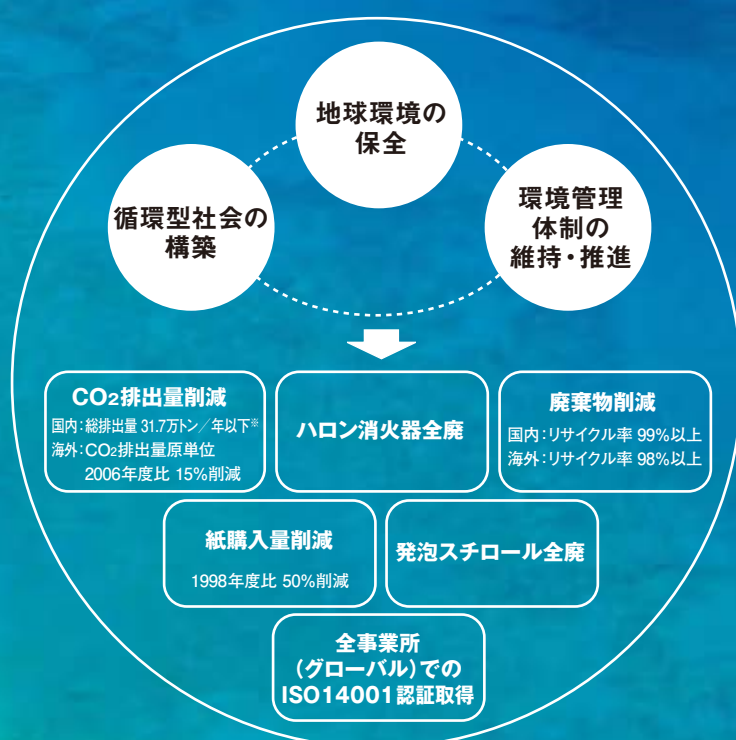 地球環境の
保全
循環型社会の
構築
環境管理
体制の
維持・推進
CO2排出量削減
国内：総排出量 31.7万トン／年以下※
海外：CO2排出量原単位
2006年度比 15%削減
ハロン消火器全廃
廃棄物削減
国内：リサイクル率 99%以上
海外：リサイクル率 98%以上
紙購入量削減
1998年度比 50%削減
発泡スチロール全廃
全事業所
（グローバル）での
ISO14001認証取得